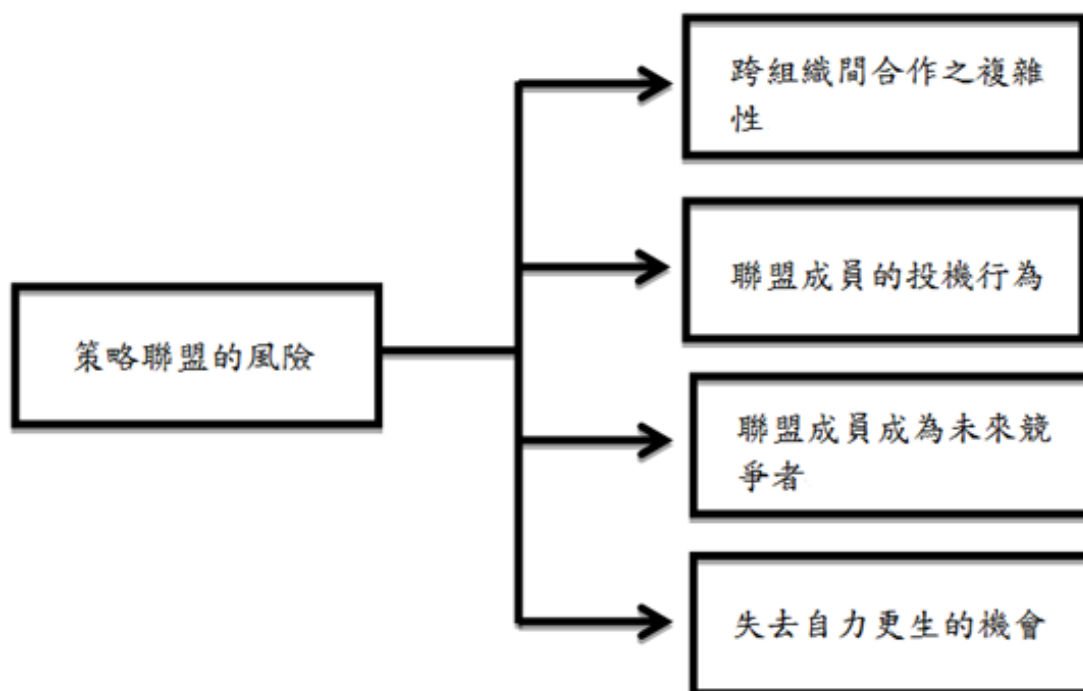 跨組織間合作之複雜
性
聯盟成員的投機行為
策略聯盟的風險
聯盟成員成為未來競
爭者
失去自力更生的機會